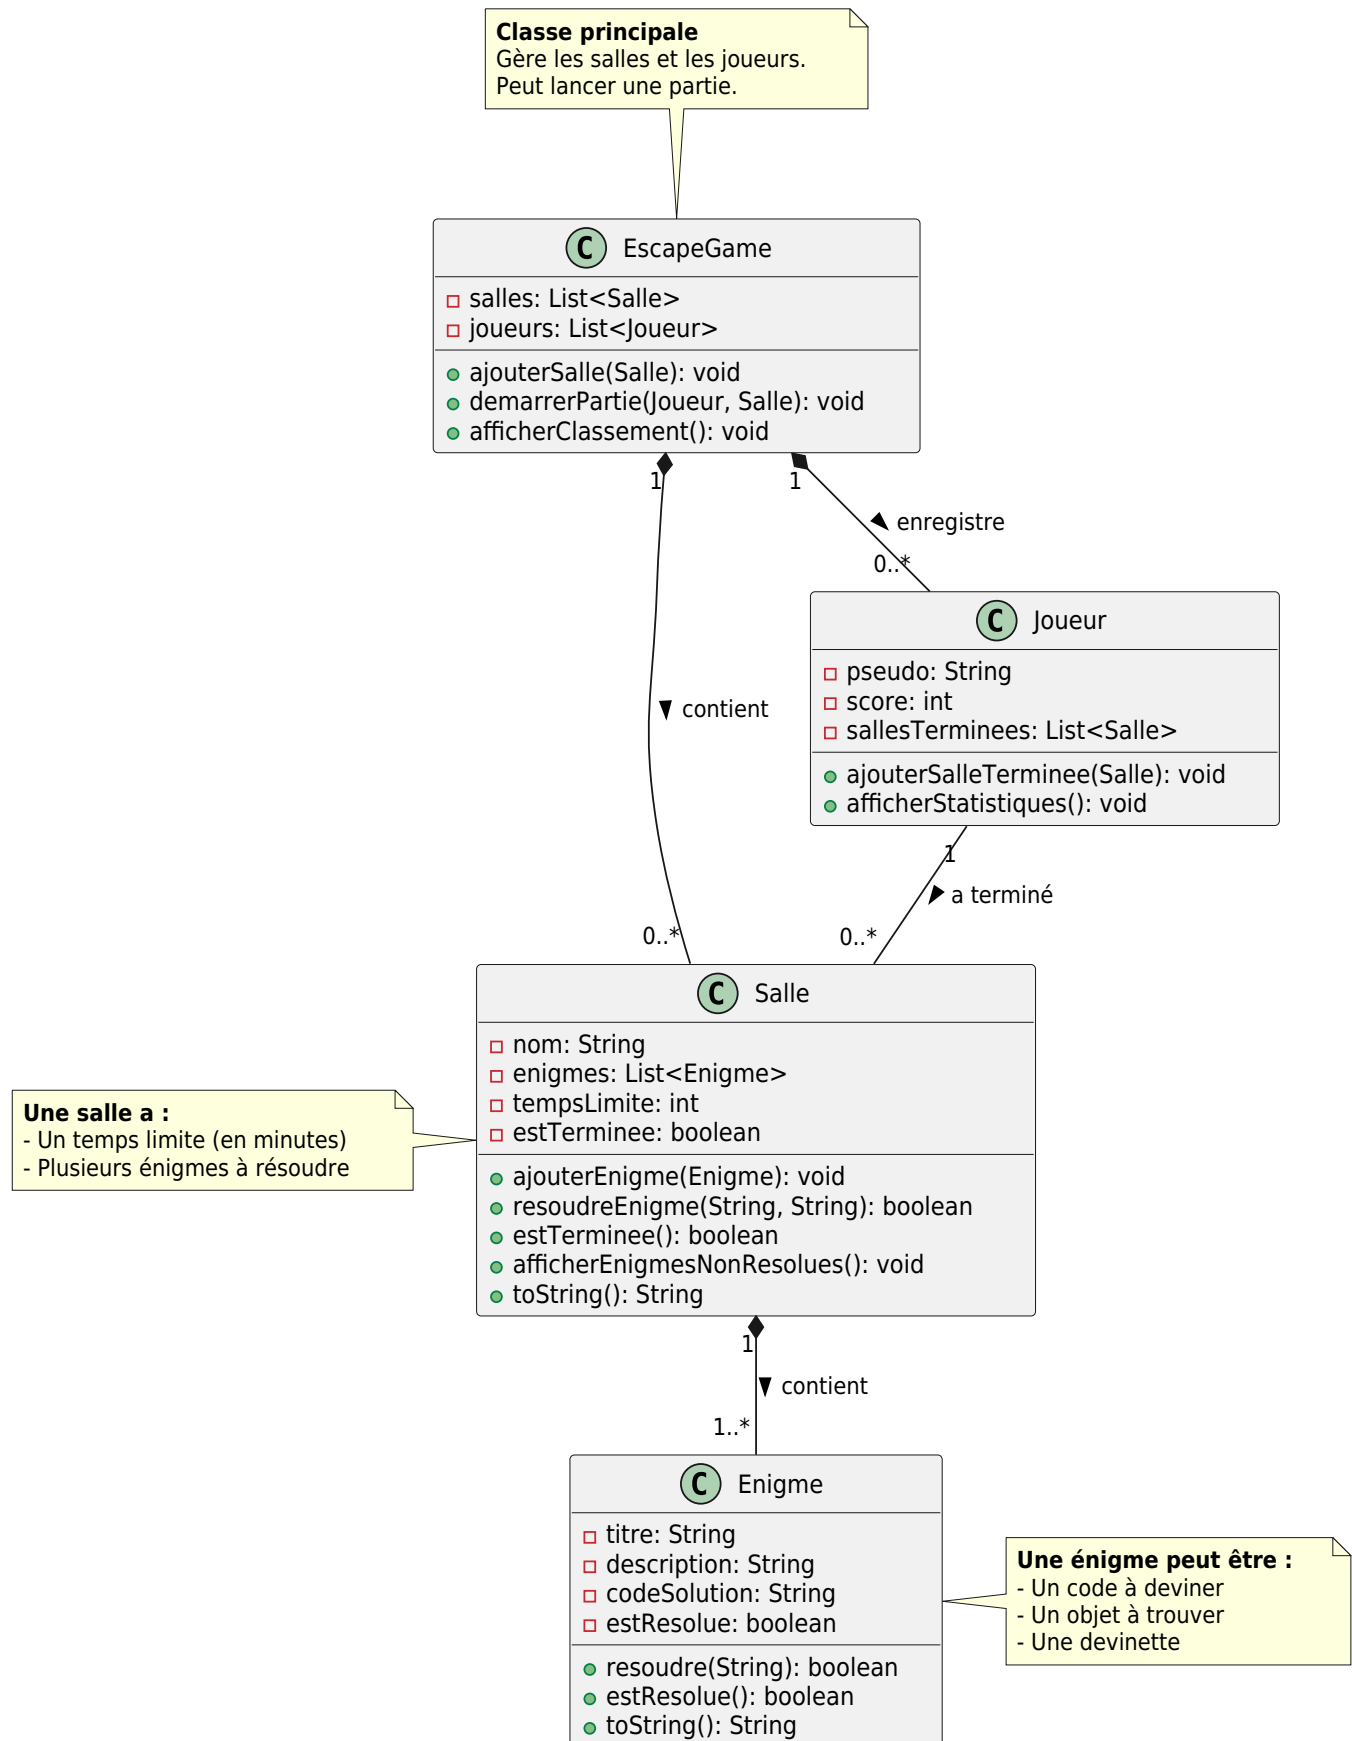 Classe principale
Gère les salles et les joueurs.
Peut lancer une partie.
C EscapeGame
salles: List<Salle>
joueurs: List<Joueur>
ajouterSalle(Salle): void
demarrerPartie(Joueur, Salle): void
afficherClassement(): void
1
1
enregistre
0..*
C Joueur
pseudo: String
score: int
sallesTerminees: List<Salle>
contient
ajouterSalleTerminee(Salle): void
afficherStatistiques(): void
1
a terminé
0..*
0..*
C Salle
nom: String
enigmes: List<Enigme>
tempsLimite: int
estTerminee: boolean
ajouterEnigme(Enigme): void
resoudreEnigme(String, String): boolean
estTerminee(): boolean
afficherEnigmesNonResolues(): void
toString(): String
Une salle a :
- Un temps limite (en minutes)
- Plusieurs énigmes à résoudre
1
contient
1..*
C Enigme
titre: String
description: String
codeSolution: String
estResolue: boolean
resoudre(String): boolean
estResolue(): boolean
toString(): String
Une énigme peut être :
- Un code à deviner
- Un objet à trouver
- Une devinette